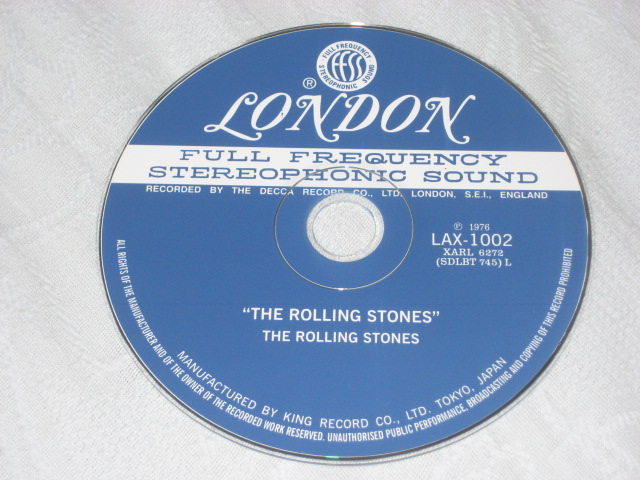 FULL FREQUENCY
STEREOPHONIC SOUND
FFSS
®
LONDON
FULL FREQUENCY
STEREOPHONIC SOUND
RECORDED BY THE DECCA RECORD CO., LTD. LONDON, S.E.I., ENGLAND
℗ 1976
LAX-1002
XARL 6272
(SDLBT 745) L
"THE ROLLING STONES"
THE ROLLING STONES
MANUFACTURED BY KING RECORD CO., LTD. TOKYO, JAPAN
ALL RIGHTS OF THE MANUFACTURER AND OF THE OWNER OF THE RECORDED WORK RESERVED. UNAUTHORISED PUBLIC PERFORMANCE. BROADCASTING AND COPYING OF THIS RECORD PROHIBITED